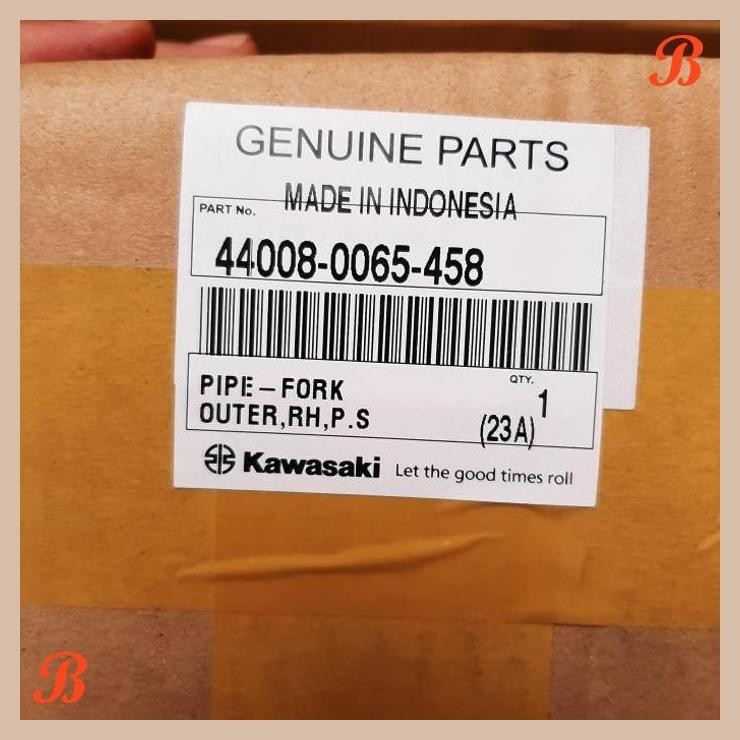 B
GENUINE PARTS
MADE IN INDONESIA
PART No.
44008-0065-458
PIPE-FORK
OUTER,RH,P.S
QTY.
1
(23A)
Kawasaki Let the good times roll
B